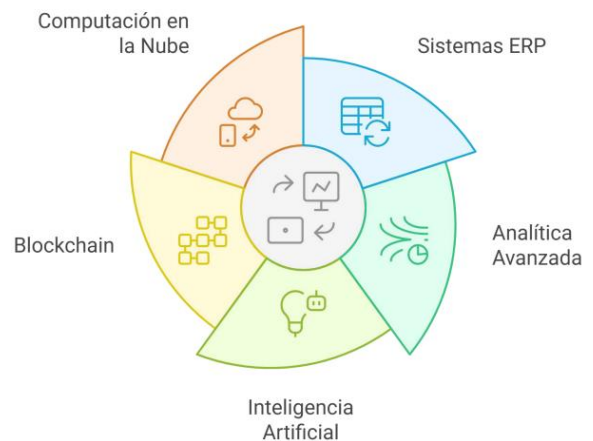 Computación en
la Nube
Sistemas ERP
Blockchain
Analítica
Avanzada
Inteligencia
Artificial